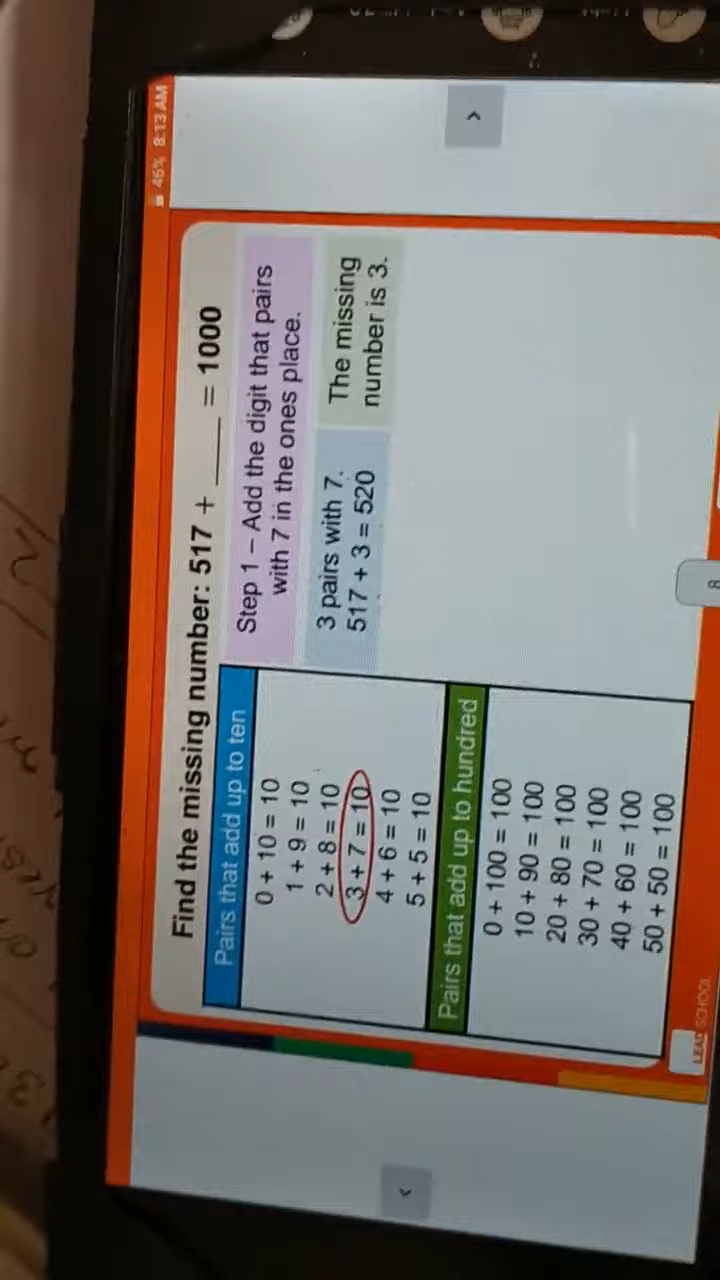 46% 8:13 AM
Find the missing number: 517 + ____ = 1000
Pairs that add up to ten
0 + 10 = 10
1 + 9 = 10
2 + 8 = 10
3 + 7 = 10
4 + 6 = 10
5 + 5 = 10
Pairs that add up to hundred
0 + 100 = 100
10 + 90 = 100
20 + 80 = 100
30 + 70 = 100
40 + 60 = 100
50 + 50 = 100
Step 1 – Add the digit that pairs
with 7 in the ones place.
3 pairs with 7.
517 + 3 = 520
The missing
number is 3.
8
LEAD SCHOOL